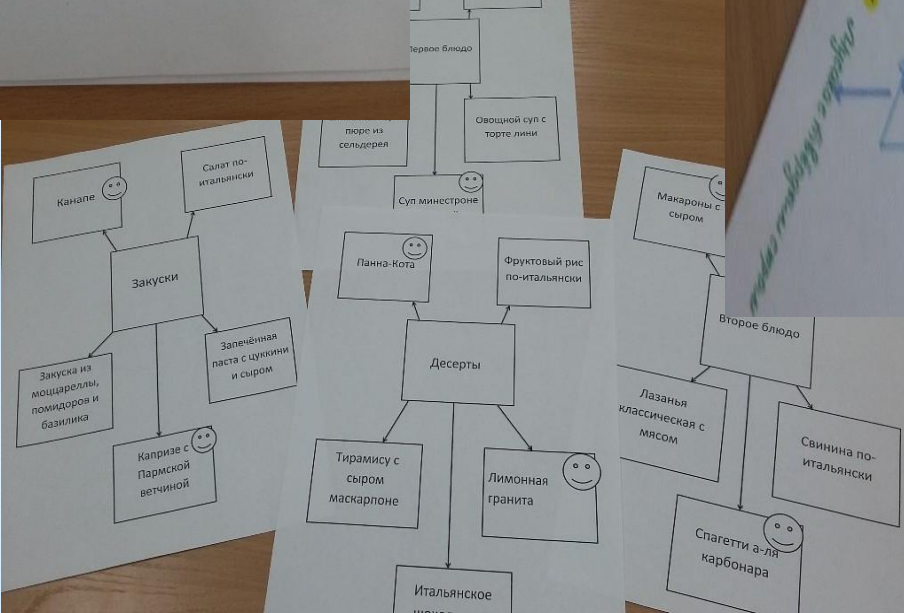 Первое блюдо
пюре из
сельдерея
Овощной суп с
торте лини
Суп минестроне
Канапе
Салат по-
итальянски
Закуски
Закуска из
моццареллы,
помидоров и
базилика
Запечённая
паста с цуккини
и сыром
Капризе с
Пармской
ветчиной
Панна-Кота
Фруктовый рис
по-итальянски
Десерты
Тирамису с
сыром
маскарпоне
Лимонная
гранита
Итальянское
Макароны с
сыром
Второе блюдо
Лазанья
классическая с
мясом
Свинина по-
итальянски
Спагетти а-ля
карбонара